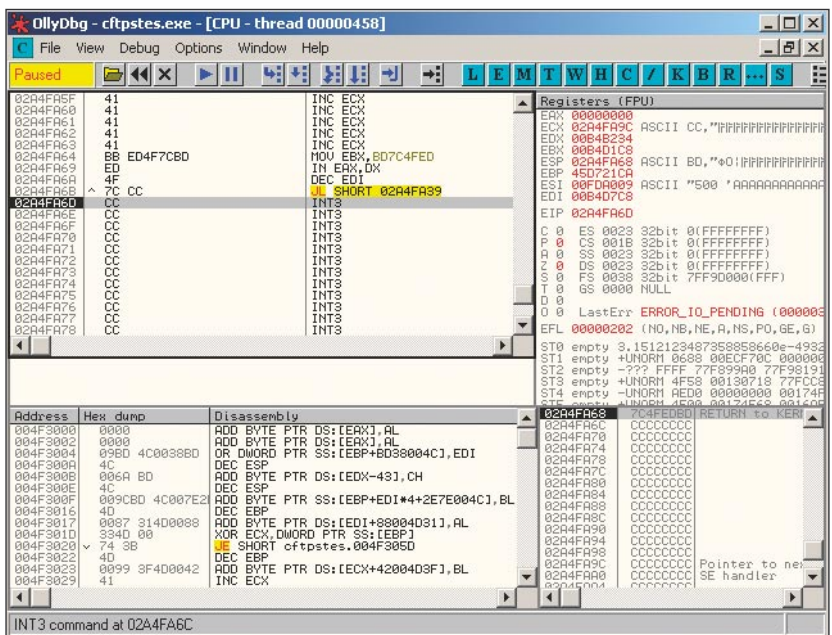 OllyDbg - cftpstes.exe - [CPU - thread 00000458]
C File View Debug Options Window Help
Paused
L E M T W H C / K B R ... S
02A4FA5F 41 INC ECX
02A4FA60 41 INC ECX
02A4FA61 41 INC ECX
02A4FA62 41 INC ECX
02A4FA63 41 INC ECX
02A4FA64 BB ED4F7CBD MOV EBX,BD7C4FED
02A4FA69 ED IN EAX,DX
02A4FA6A 4F DEC EDI
02A4FA6B ^ 7C CC JL SHORT 02A4FA39
02A4FA6D CC INT3
02A4FA6E CC INT3
02A4FA6F CC INT3
02A4FA70 CC INT3
02A4FA71 CC INT3
02A4FA72 CC INT3
02A4FA73 CC INT3
02A4FA74 CC INT3
02A4FA75 CC INT3
02A4FA76 CC INT3
02A4FA77 CC INT3
02A4FA78 CC INT3
Registers (FPU)
EAX 00000000
ECX 02A4FA9C ASCII CC,"
EDX 00B4B234
EBX 00B4D1C8
ESP 02A4FA68 ASCII BD,"
EBP 45D721CA
ESI 00FDA009 ASCII "500 'AAAAAAAAAAAA
EDI 00B4D7C8
EIP 02A4FA6D
C 0 ES 0023 32bit 0(FFFFFFFF)
P 0 CS 001B 32bit 0(FFFFFFFF)
A 0 SS 0023 32bit 0(FFFFFFFF)
Z 0 DS 0023 32bit 0(FFFFFFFF)
S 0 FS 0038 32bit 7FF9D000(FFF)
T 0 GS 0000 NULL
D 0
O 0 LastErr ERROR_IO_PENDING (000003
EFL 00000202 (NO,NB,NE,A,NS,PO,GE,G)
ST0 empty 3.1512123487358858660e-4932
ST1 empty +UNORM 0688 00ECF70C 000000
ST2 empty -??? FFFF 77F899A0 77F98191
ST3 empty +UNORM 4F58 00130718 77FCC8
ST4 empty +UNORM AED0 00000000 00174F
Address Hex dump Disassembly
004F3000 0000 ADD BYTE PTR DS:[EAX],AL
004F3002 0000 ADD BYTE PTR DS:[EAX],AL
004F3004 09BD 4C0038BD OR DWORD PTR SS:[EBP+BD38004C],EDI
004F300A 4C DEC ESP
004F300B 006A BD ADD BYTE PTR DS:[EDX-43],CH
004F300E 4C DEC ESP
004F300F 009CBD 4C007E2 ADD BYTE PTR SS:[EBP+EDI*4+2E7E004C],BL
004F3016 4D DEC EBP
004F3017 0087 314D0088 ADD BYTE PTR DS:[EDI+88004D31],AL
004F301D 334D 00 XOR ECX,DWORD PTR SS:[EBP]
004F3020 74 3B JE SHORT cftpstes.004F305D
004F3022 4D DEC EBP
004F3023 0099 3F4D0042 ADD BYTE PTR DS:[ECX+42004D3F],BL
004F3029 41 INC ECX
02A4FA68 7C4FEDBD RETURN to KER
02A4FA6C CCCCCCCC
02A4FA70 CCCCCCCC
02A4FA74 CCCCCCCC
02A4FA78 CCCCCCCC
02A4FA7C CCCCCCCC
02A4FA80 CCCCCCCC
02A4FA84 CCCCCCCC
02A4FA88 CCCCCCCC
02A4FA8C CCCCCCCC
02A4FA90 CCCCCCCC
02A4FA94 CCCCCCCC
02A4FA98 CCCCCCCC
02A4FA9C CCCCCCCC Pointer to ne
02A4FAA0 CCCCCCCC SE handler
INT3 command at 02A4FA6C